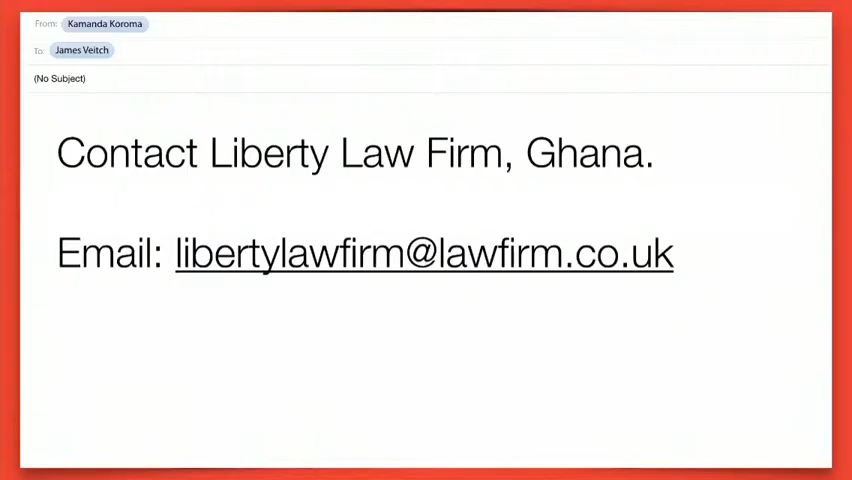 From: Kamanda Koroma
To: James Veitch
(No Subject)
Contact Liberty Law Firm, Ghana.
Email: libertylawfirm@lawfirm.co.uk